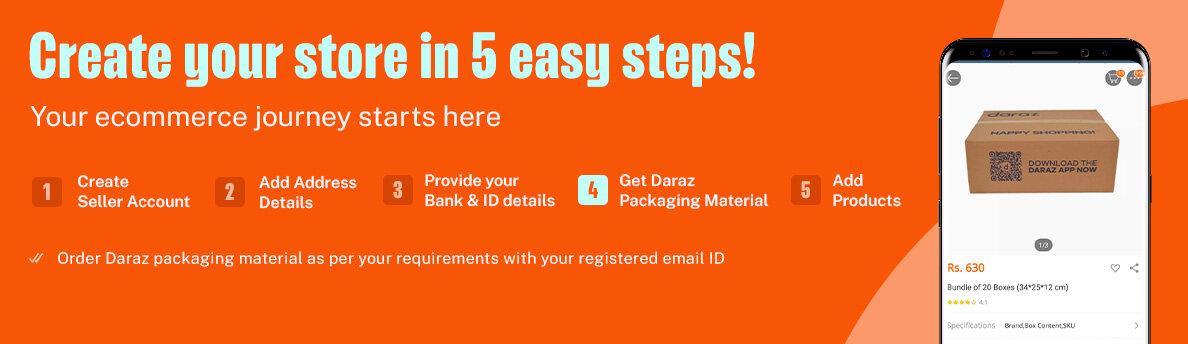 Create your store in 5 easy steps!
Your ecommerce journey starts here
1 Create
Seller Account
2 Add Address
Details
3 Provide your
Bank & ID details
4 Get Daraz
Packaging Material
5 Add
Products
Order Daraz packaging material as per your requirements with your registered email ID
daraz
HAPPY SHOPPING!
DOWNLOAD THE
DARAZ APP NOW
1/3
Rs. 630
Bundle of 20 Boxes (34*25*12 cm)
4.1
Specifications Brand,Box Content,SKU